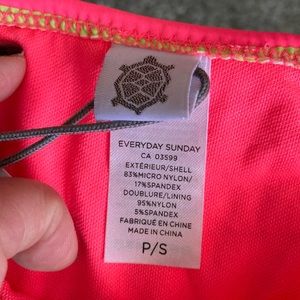 EVERYDAY SUNDAY
CA 03599
EXTÉRIEUR/SHELL
83%MICRO NYLON/
17%SPANDEX
DOUBLURE/LINING
95%NYLON
5%SPANDEX
FABRIQUÉ EN CHINE
MADE IN CHINA
P/S